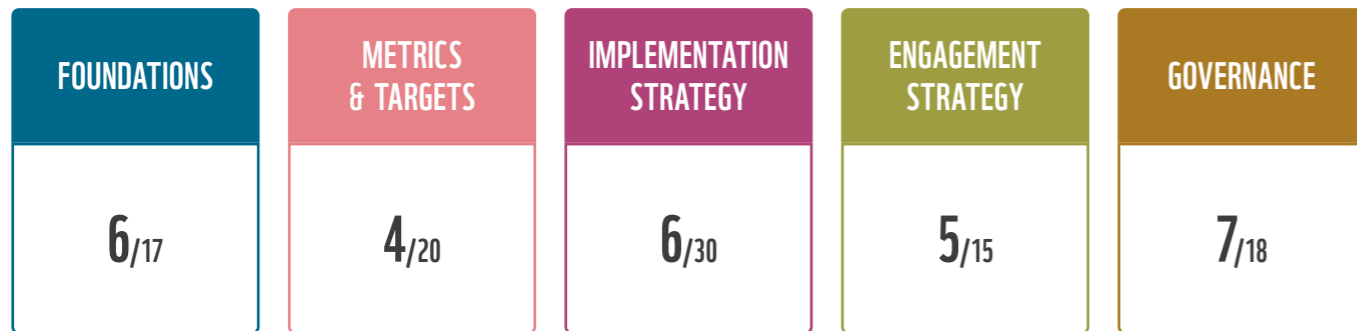 FOUNDATIONS
6/17
METRICS
& TARGETS
4/20
IMPLEMENTATION
STRATEGY
6/30
ENGAGEMENT
STRATEGY
5/15
GOVERNANCE
7/18